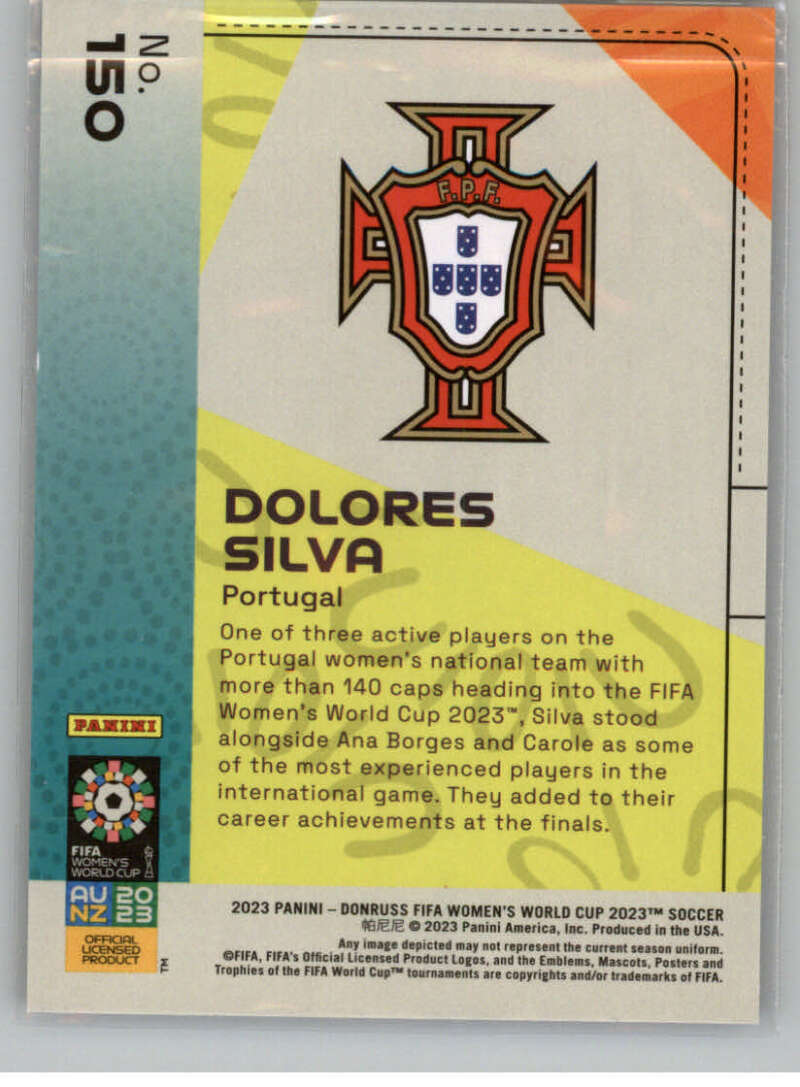 No.
150
F.P.F.
DOLORES
SILVA
Portugal
One of three active players on the
Portugal women's national team with
more than 140 caps heading into the FIFA
Women's World Cup 2023™, Silva stood
alongside Ana Borges and Carole as some
of the most experienced players in the
international game. They added to their
career achievements at the finals.
PANINI
FIFA
WOMEN'S
WORLD CUP
AU 20
NZ 23
OFFICIAL
LICENSED
PRODUCT
TM
2023 PANINI – DONRUSS FIFA WOMEN'S WORLD CUP 2023™ SOCCER
帕尼尼 © 2023 Panini America, Inc. Produced in the USA.
Any image depicted may not represent the current season uniform.
©FIFA, FIFA's Official Licensed Product Logos, and the Emblems, Mascots, Posters and
Trophies of the FIFA World Cup™ tournaments are copyrights and/or trademarks of FIFA.